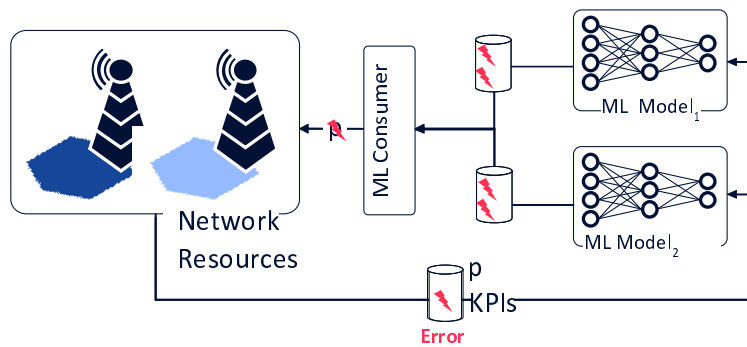 ML Model1
p
ML Consumer
ML Model2
Network
Resources
p
KPIs
Error